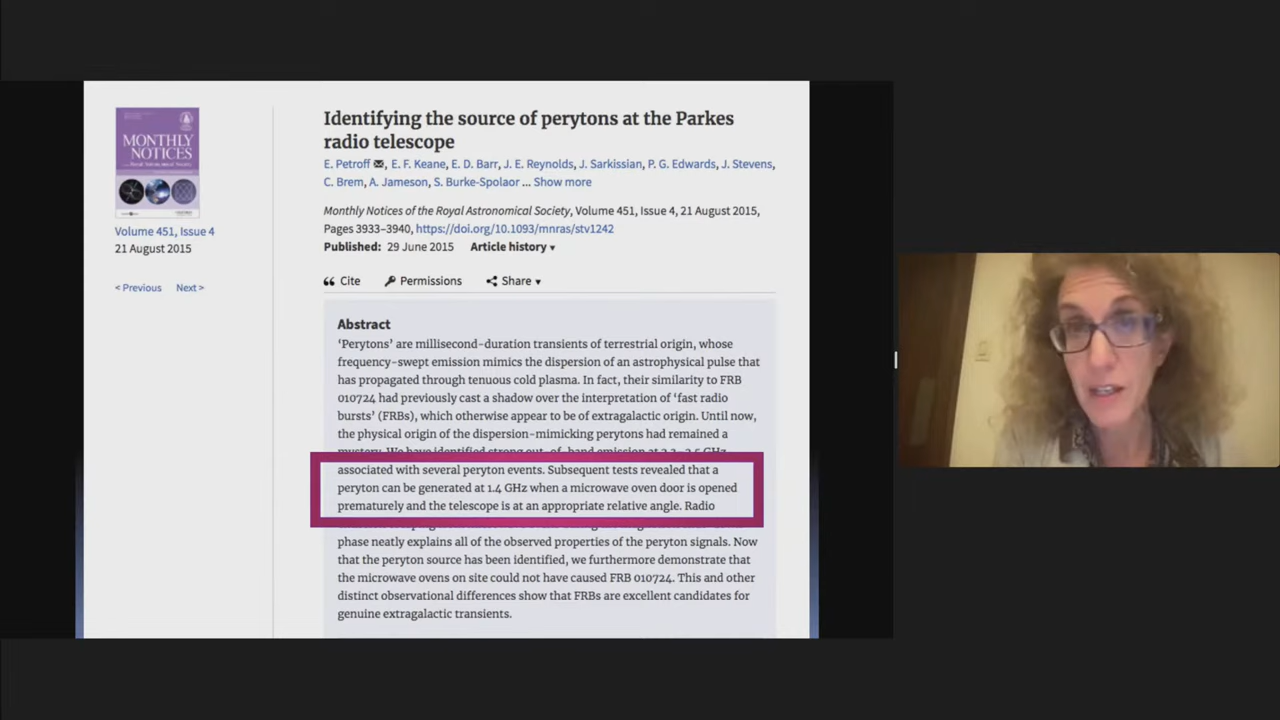 MONTHLY NOTICES
Volume 451, Issue 4
21 August 2015
< Previous Next >
Identifying the source of perytons at the Parkes
radio telescope
E. Petroff, E. F. Keane, E. D. Barr, J. E. Reynolds, J. Sarkissian, P. G. Edwards, J. Stevens,
C. Brem, A. Jameson, S. Burke-Spolaor ... Show more
Monthly Notices of the Royal Astronomical Society, Volume 451, Issue 4, 21 August 2015,
Pages 3933–3940, https://doi.org/10.1093/mnras/stv1242
Published: 29 June 2015 Article history
Cite Permissions Share
Abstract
‘Perytons’ are millisecond-duration transients of terrestrial origin, whose
frequency-swept emission mimics the dispersion of an astrophysical pulse that
has propagated through tenuous cold plasma. In fact, their similarity to FRB
010724 had previously cast a shadow over the interpretation of ‘fast radio
bursts’ (FRBs), which otherwise appear to be of extragalactic origin. Until now,
the physical origin of the dispersion-mimicking perytons had remained a
mystery. We have identified strong out-of-band emission at
associated with several peryton events. Subsequent tests revealed that a
peryton can be generated at 1.4 GHz when a microwave oven door is opened
prematurely and the telescope is at an appropriate relative angle. Radio
phase neatly explains all of the observed properties of the peryton signals. Now
that the peryton source has been identified, we furthermore demonstrate that
the microwave ovens on site could not have caused FRB 010724. This and other
distinct observational differences show that FRBs are excellent candidates for
genuine extragalactic transients.